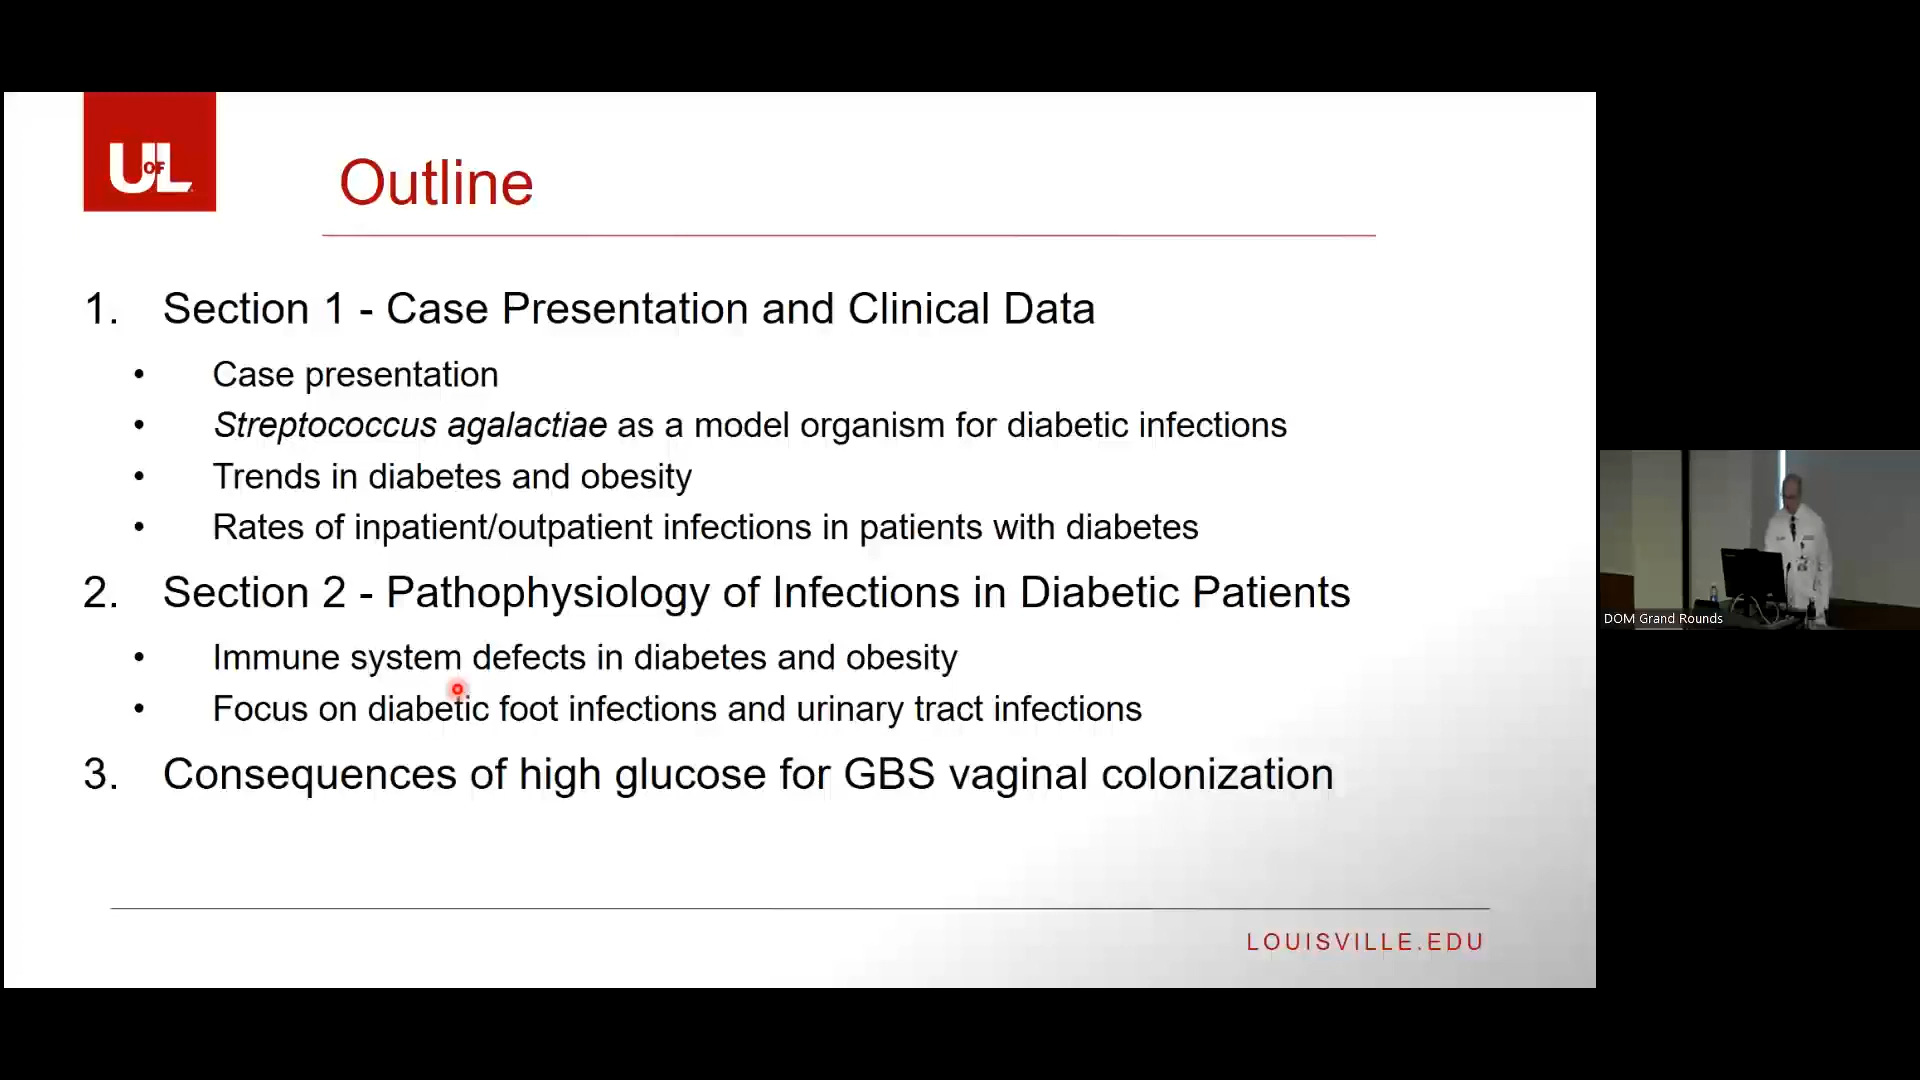 UofL
Outline
1. Section 1 - Case Presentation and Clinical Data
• Case presentation
• Streptococcus agalactiae as a model organism for diabetic infections
• Trends in diabetes and obesity
• Rates of inpatient/outpatient infections in patients with diabetes
2. Section 2 - Pathophysiology of Infections in Diabetic Patients
• Immune system defects in diabetes and obesity
• Focus on diabetic foot infections and urinary tract infections
3. Consequences of high glucose for GBS vaginal colonization
LOUISVILLE.EDU
DOM Grand Rounds